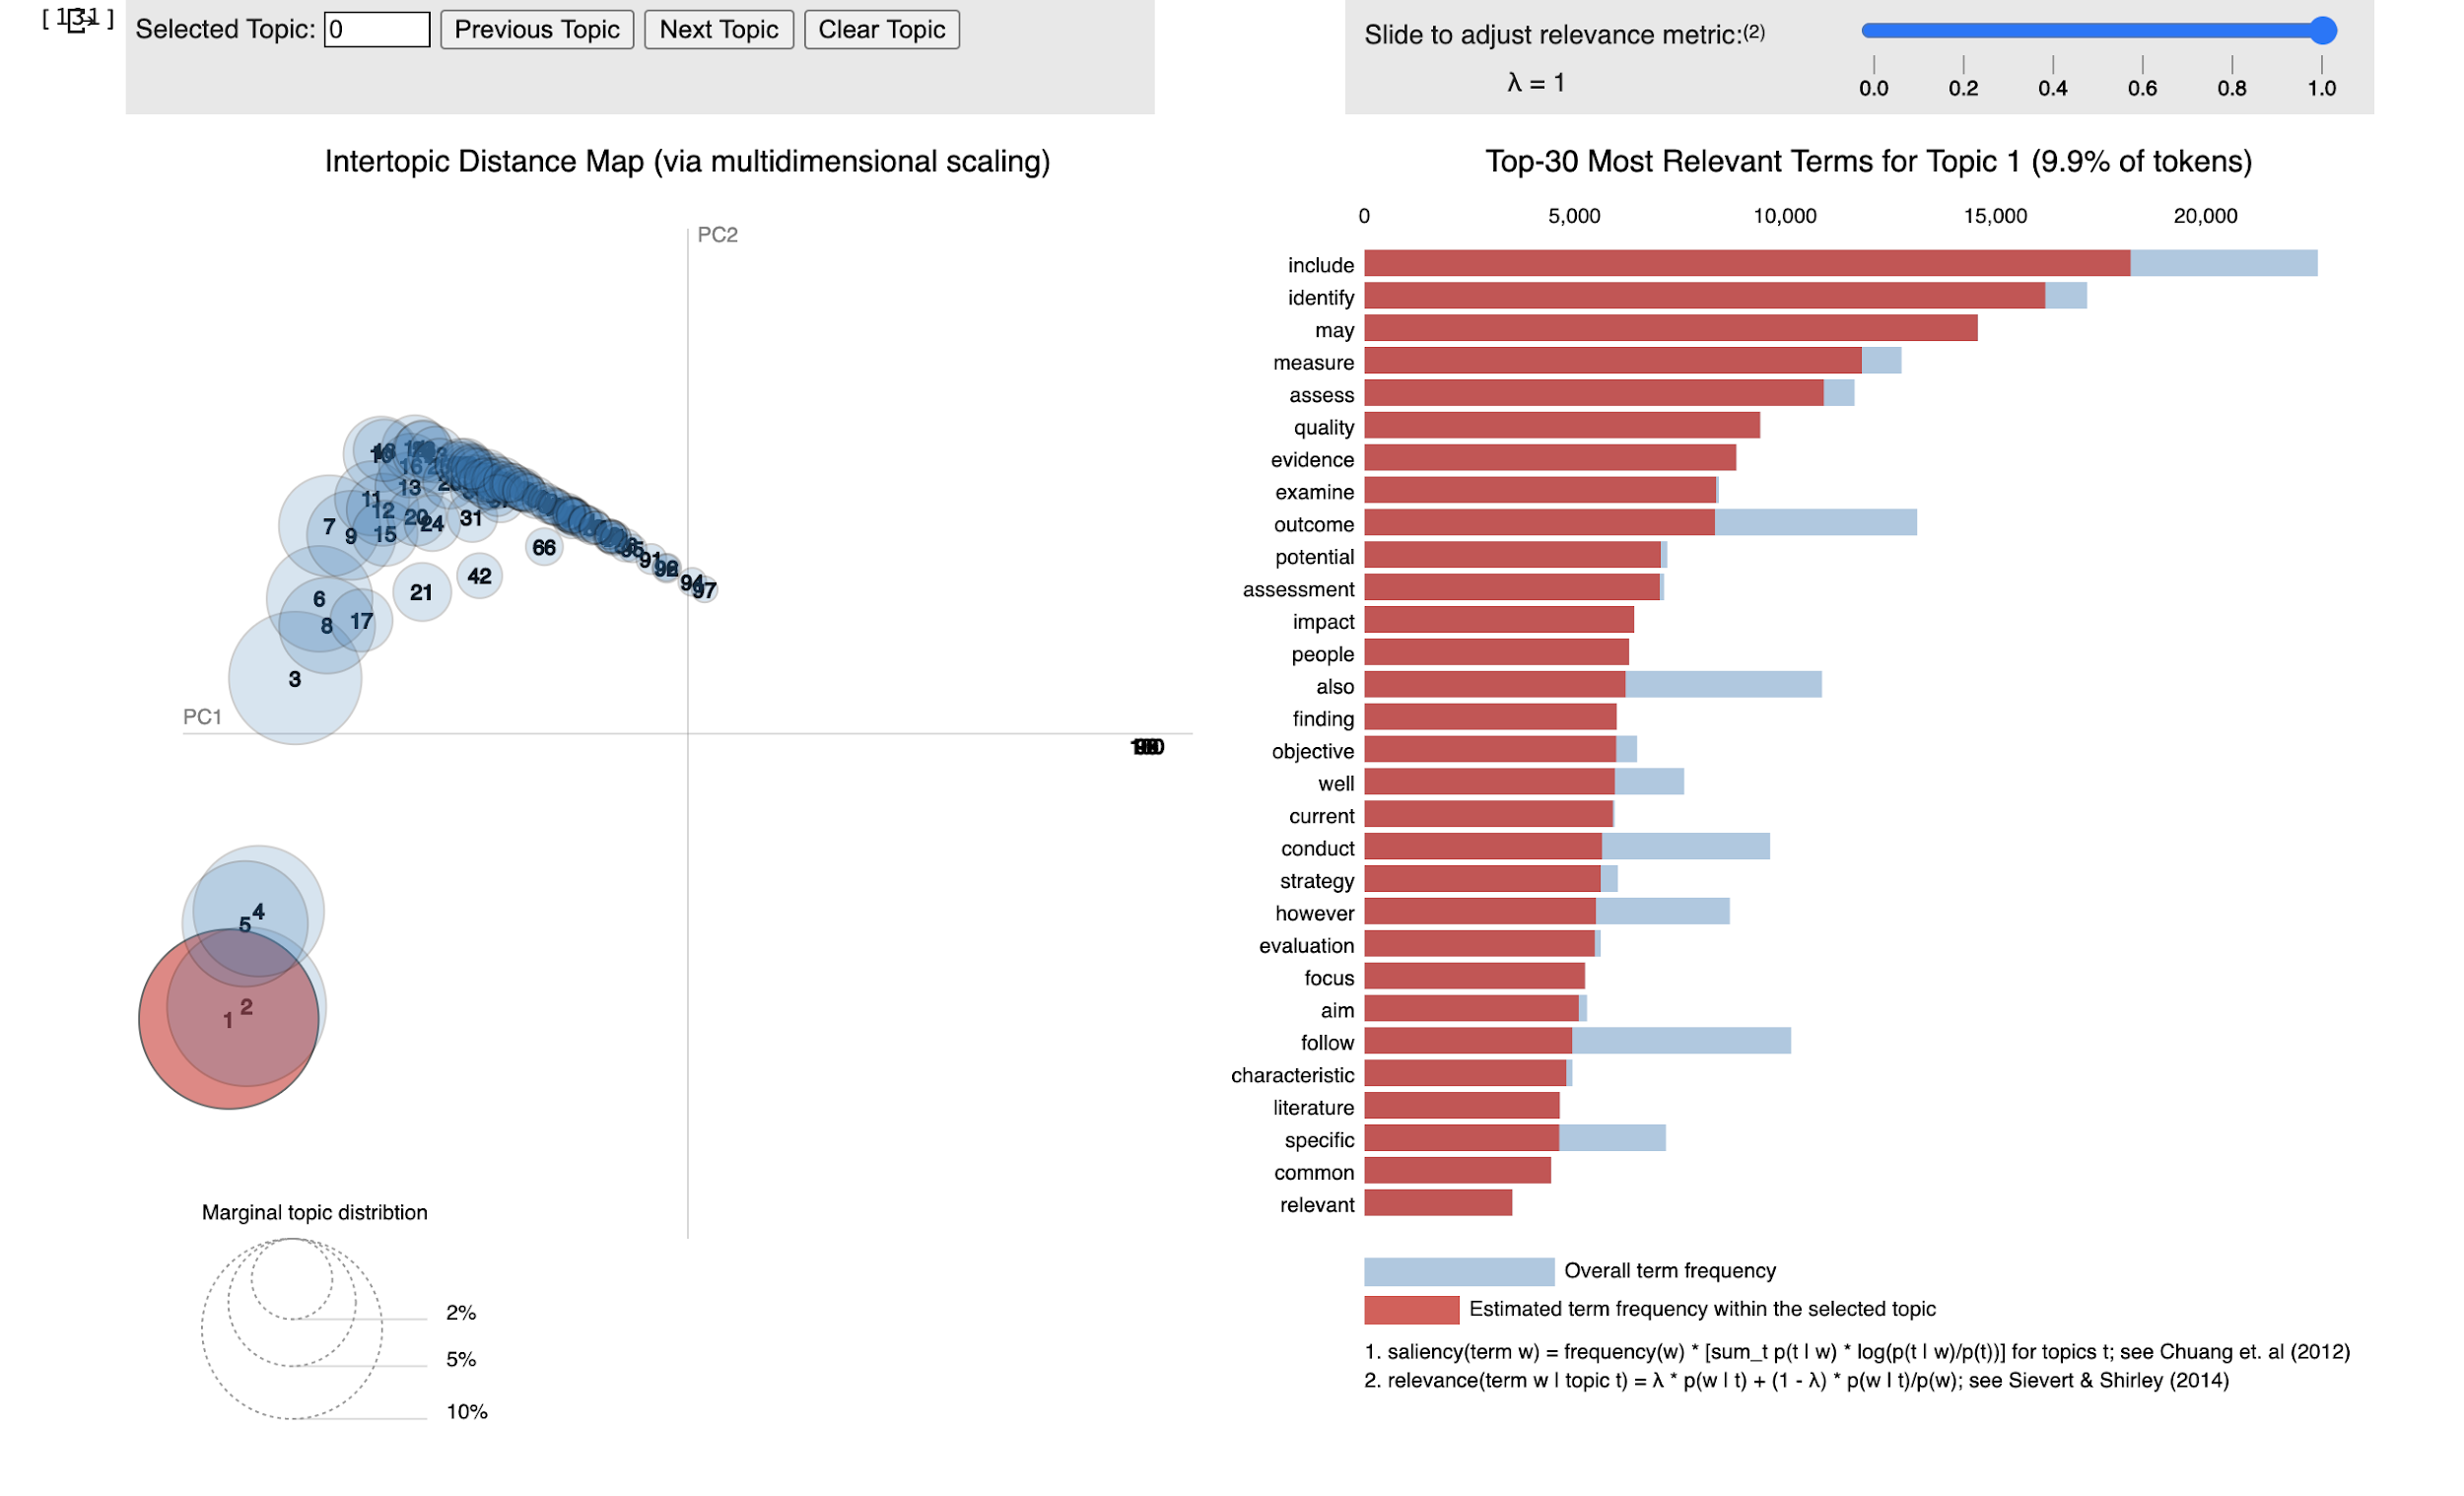 Selected Topic: 0 Previous Topic Next Topic Clear Topic
Slide to adjust relevance metric:(2)
λ = 1
0.0 0.2 0.4 0.6 0.8 1.0
Intertopic Distance Map (via multidimensional scaling)
PC2
PC1
11
13
16
7
9
12
15
20
24
31
66
91
94
97
42
21
6
17
8
3
4
5
2
1
Marginal topic distribtion
2%
5%
10%
Top-30 Most Relevant Terms for Topic 1 (9.9% of tokens)
0 5,000 10,000 15,000 20,000
include
identify
may
measure
assess
quality
evidence
examine
outcome
potential
assessment
impact
people
also
finding
objective
well
current
conduct
strategy
however
evaluation
focus
aim
follow
characteristic
literature
specific
common
relevant
Overall term frequency
Estimated term frequency within the selected topic
1. saliency(term w) = frequency(w) * [sum_t p(t | w) * log(p(t | w)/p(t))] for topics t; see Chuang et. al (2012)
2. relevance(term w | topic t) = λ * p(w | t) + (1 - λ) * p(w | t)/p(w); see Sievert & Shirley (2014)